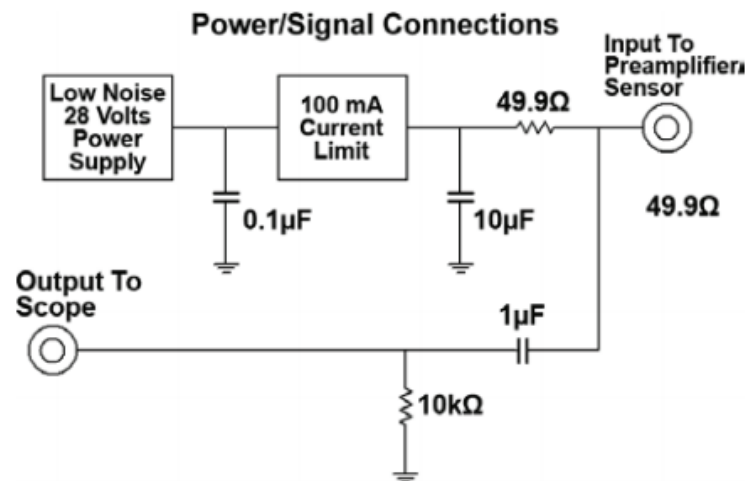 Power/Signal Connections
Low Noise
28 Volts
Power
Supply
100 mA
Current
Limit
49.9Ω
Input To
Preamplifier
Sensor
0.1µF
10µF
49.9Ω
Output To
Scope
1µF
10kΩ